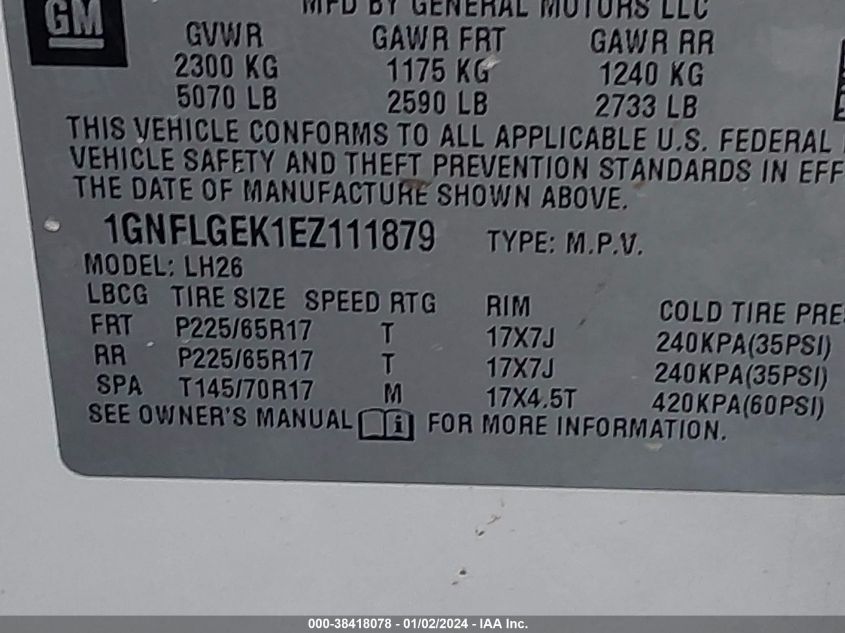 GM
MFD BY GENERAL MOTORS LLC
GVWR GAWR FRT GAWR RR
2300 KG 1175 KG 1240 KG
5070 LB 2590 LB 2733 LB
THIS VEHICLE CONFORMS TO ALL APPLICABLE U.S. FEDERAL
VEHICLE SAFETY AND THEFT PREVENTION STANDARDS IN EFF
THE DATE OF MANUFACTURE SHOWN ABOVE.
1GNFLGEK1EZ111879 TYPE: M.P.V.
MODEL: LH26
LBCG TIRE SIZE SPEED RTG RIM COLD TIRE PRE
FRT P225/65R17 T 17X7J 240KPA(35PSI)
RR P225/65R17 T 17X7J 240KPA(35PSI)
SPA T145/70R17 M 17X4.5T 420KPA(60PSI)
SEE OWNER'S MANUAL i FOR MORE INFORMATION.
000-38418078 - 01/02/2024 - IAA Inc.